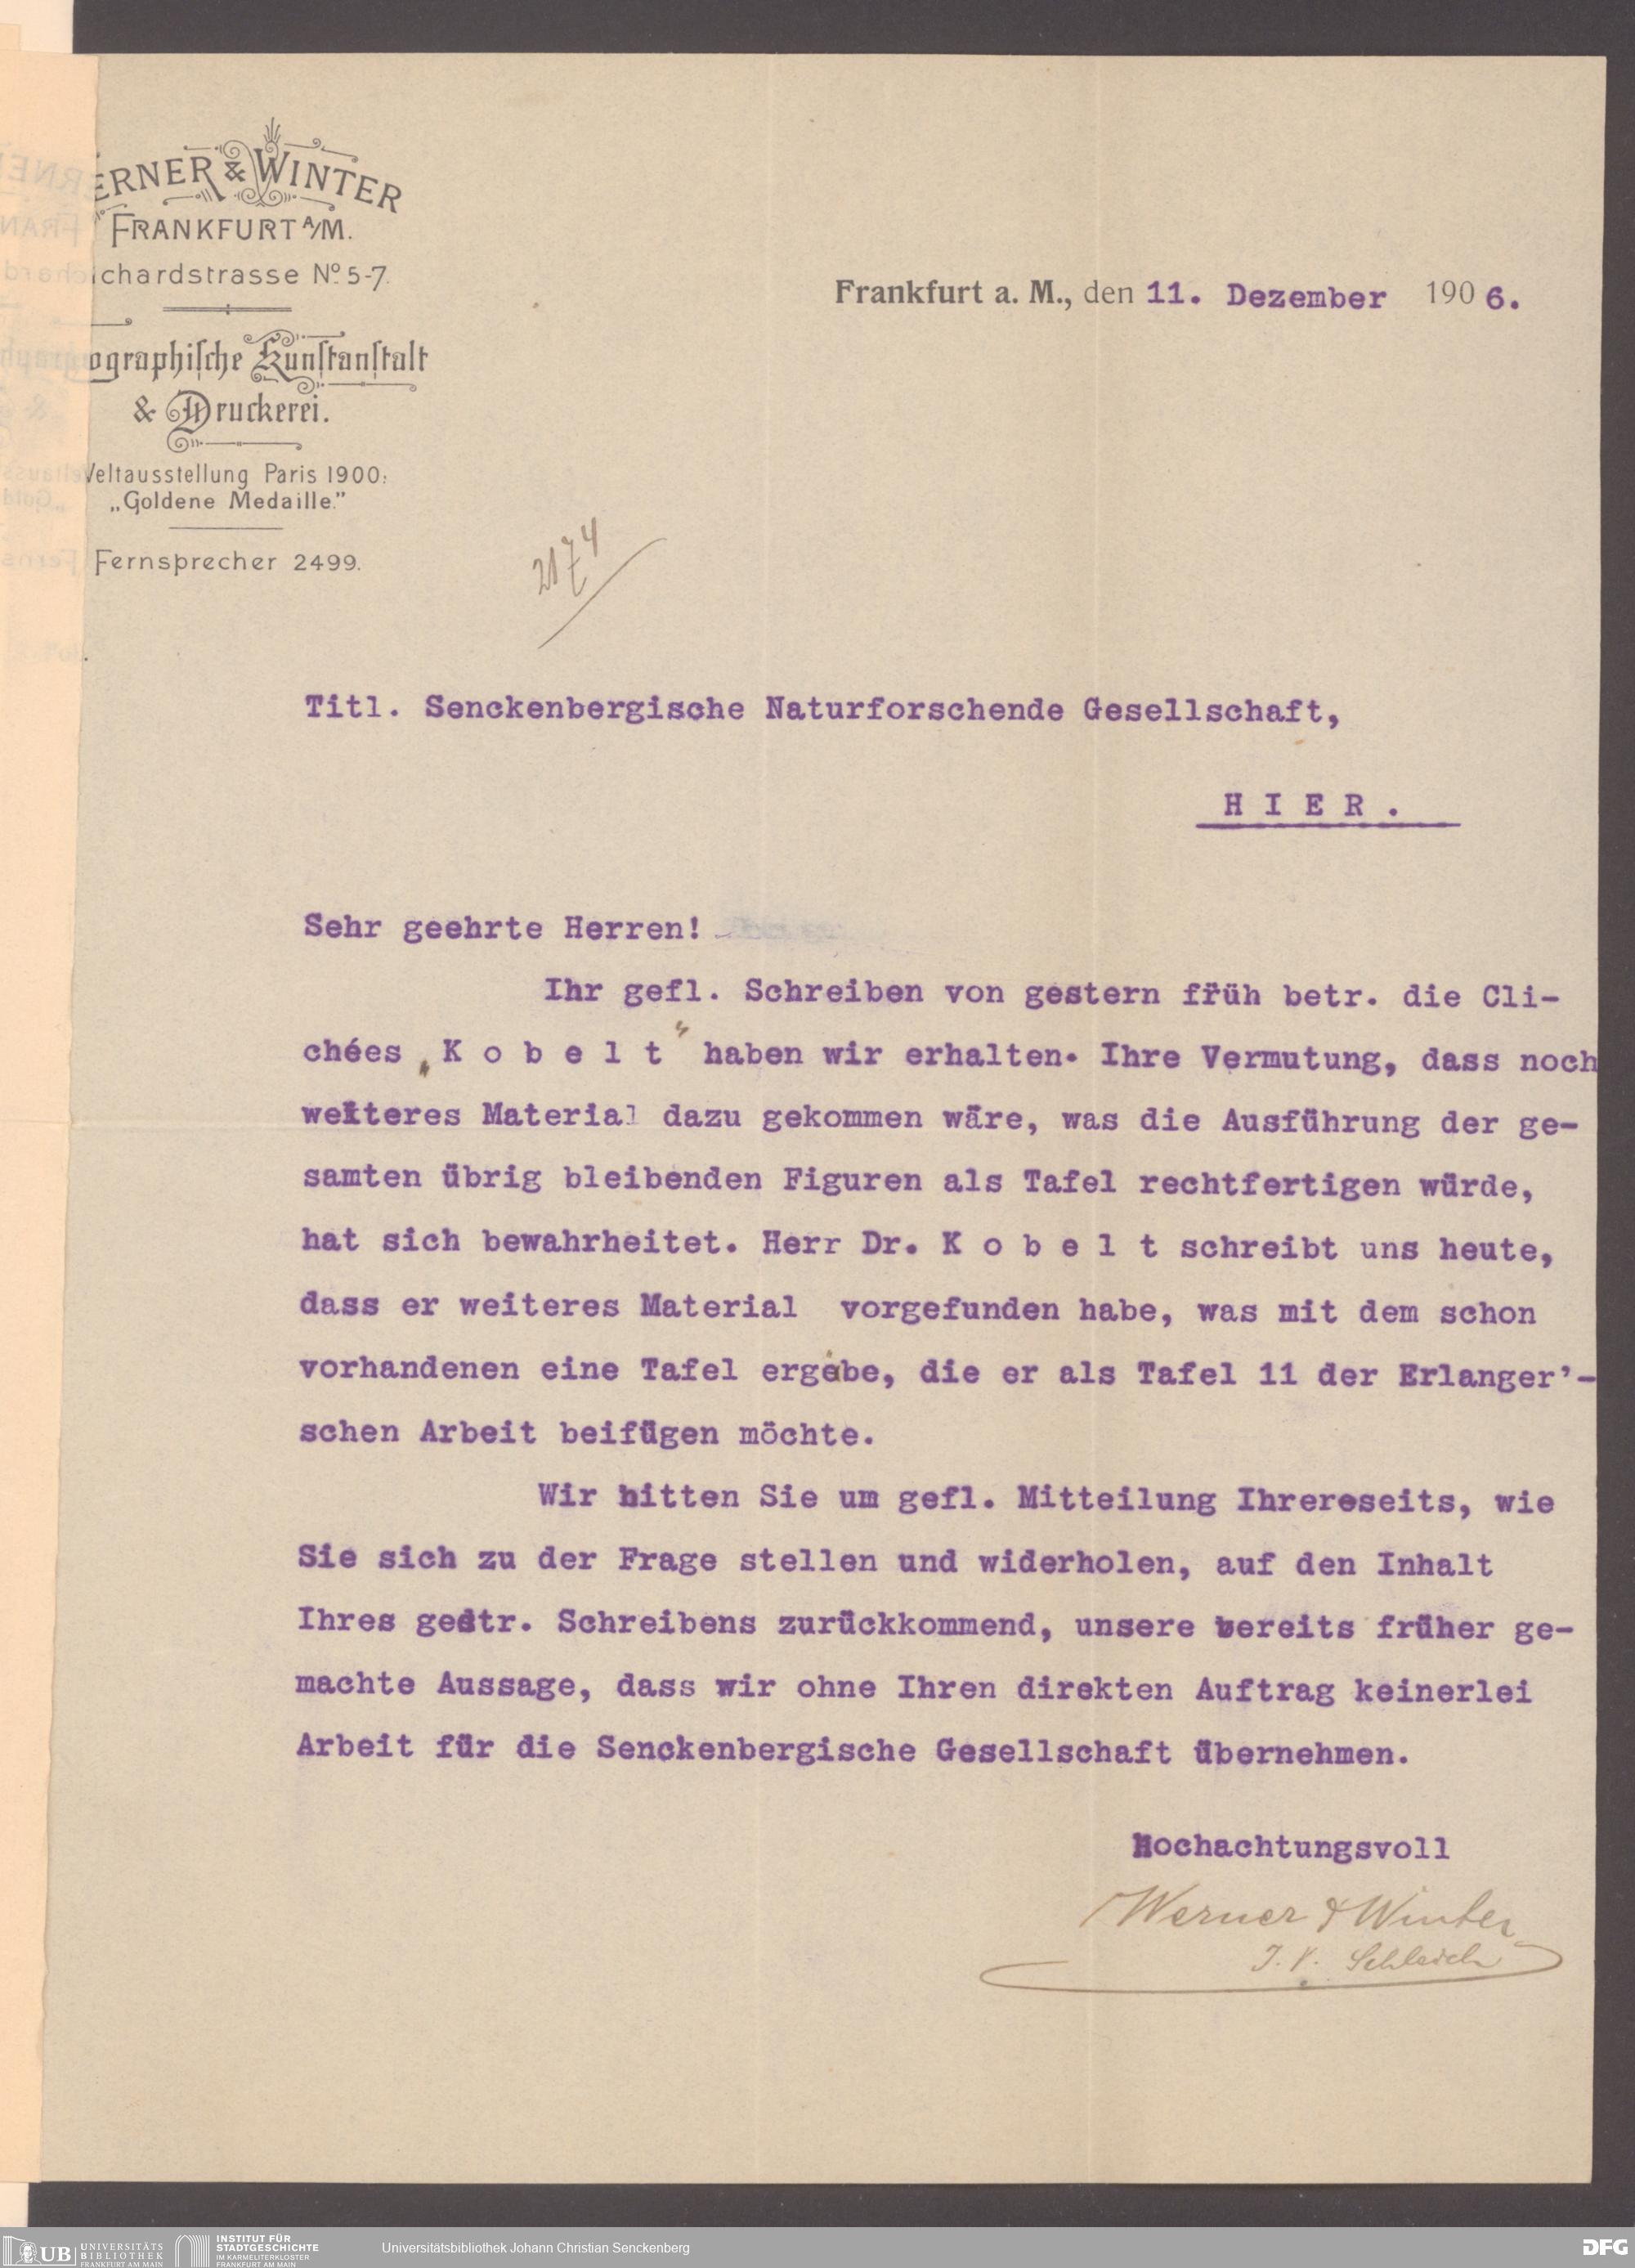 ERNER & WINTER
FRANKFURT A/M.
chardstrasse No. 5-7.
ographische Kunstanstalt
& Druckerei.
Weltausstellung Paris 1900:
„Goldene Medaille."
Fernsprecher 2499.
Frankfurt a. M., den 11. Dezember 1906.
2174
Titl. Senckenbergische Naturforschende Gesellschaft,
H I E R .
Sehr geehrte Herren!
Ihr gefl. Schreiben von gestern früh betr. die Cli-
chées „K o b e l t" haben wir erhalten. Ihre Vermutung, dass noch
weiteres Material dazu gekommen wäre, was die Ausführung der ge-
samten übrig bleibenden Figuren als Tafel rechtfertigen würde,
hat sich bewahrheitet. Herr Dr. K o b e l t schreibt uns heute,
dass er weiteres Material vorgefunden habe, was mit dem schon
vorhandenen eine Tafel ergäbe, die er als Tafel 11 der Erlanger'-
schen Arbeit beifügen möchte.
Wir bitten Sie um gefl. Mitteilung Ihrereseits, wie
Sie sich zu der Frage stellen und widerholen, auf den Inhalt
Ihres gestr. Schreibens zurückkommend, unsere bereits früher ge-
machte Aussage, dass wir ohne Ihren direkten Auftrag keinerlei
Arbeit für die Senckenbergische Gesellschaft übernehmen.
Hochachtungsvoll
Werner & Winter
I. V. Schleich
UB UNIVERSITÄTS
BIBLIOTHEK
FRANKFURT AM MAIN
INSTITUT FÜR
STADTGESCHICHTE
IM KARMELITERKLOSTER
FRANKFURT AM MAIN
Universitätsbibliothek Johann Christian Senckenberg
DFG